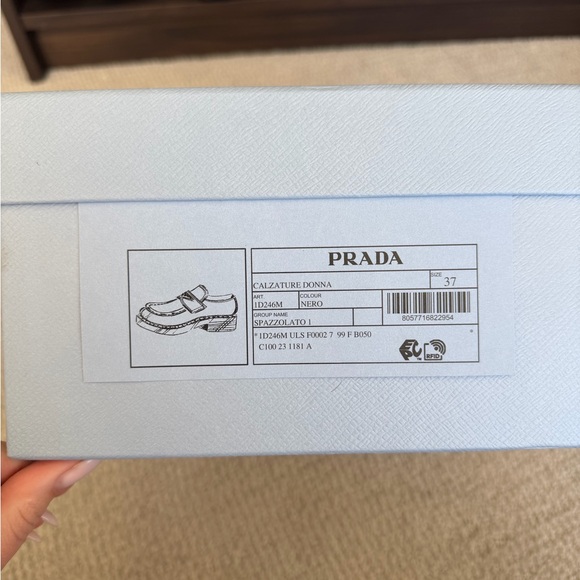 PRADA
CALZATURE DONNA
SIZE
37
ART.
1D246M
COLOUR
NERO
GROUP NAME
SPAZZOLATO 1
8057716822954
*1D246M ULS F0002 7 99 F B050 *
C100 23 1181 A
RFID